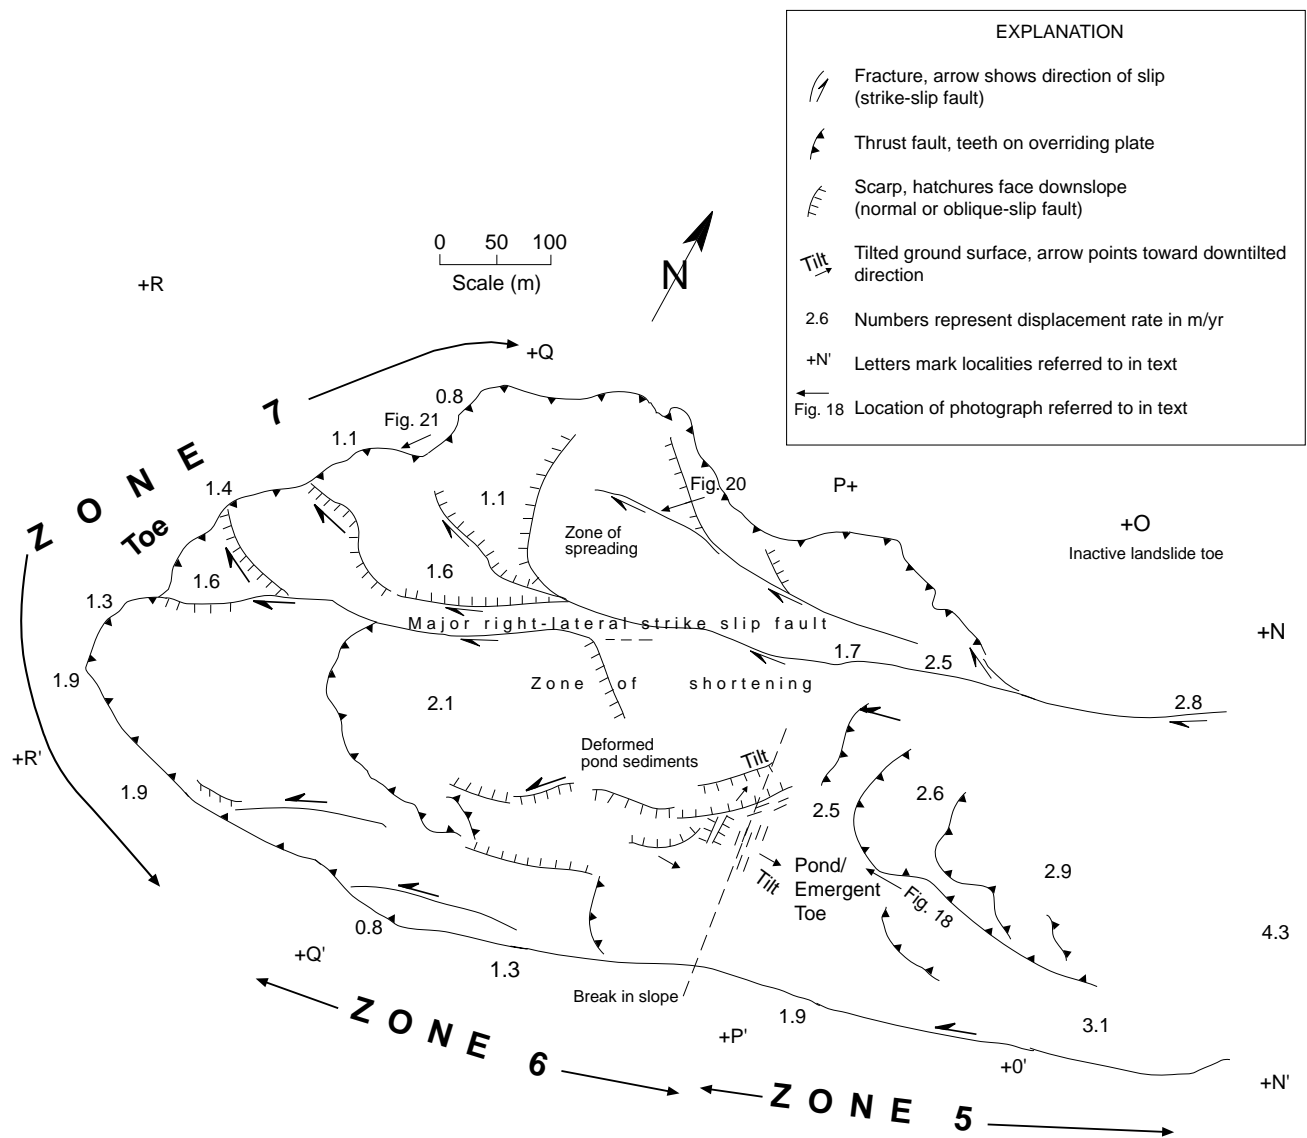 EXPLANATION
Fracture, arrow shows direction of slip
(strike-slip fault)
Thrust fault, teeth on overriding plate
Scarp, hatchures face downslope
(normal or oblique-slip fault)
Tilt
Tilted ground surface, arrow points toward downtilted
direction
2.6
Numbers represent displacement rate in m/yr
+N'
Letters mark localities referred to in text
Fig. 18
Location of photograph referred to in text
0 50 100
Scale (m)
N
+R
+Q
ZONE 7
0.8
Fig. 21
1.1
1.4
Toe
1.1
Fig. 20
P+
+O
Inactive landslide toe
Zone of
spreading
1.6
1.6
1.3
Major right-lateral strike slip fault
+N
1.7
2.5
1.9
2.1
Zone of shortening
2.8
+R'
Deformed
pond sediments
Tilt
1.9
2.5
2.6
Pond/
Emergent
Toe
Tilt
2.9
Fig. 18
0.8
4.3
+Q'
1.3
Break in slope
1.9
3.1
+P'
+0'
+N'
ZONE 6
ZONE 5